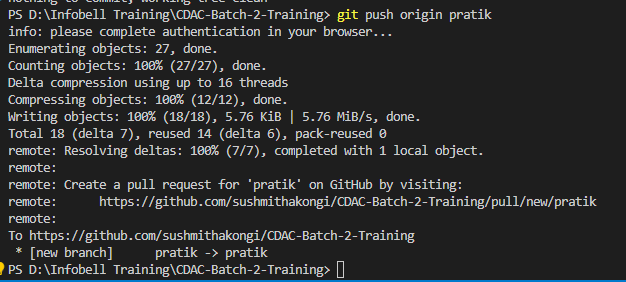 nothing to commit, working tree clean
PS D:\Infobell Training\CDAC-Batch-2-Training> git push origin pratik
info: please complete authentication in your browser...
Enumerating objects: 27, done.
Counting objects: 100% (27/27), done.
Delta compression using up to 16 threads
Compressing objects: 100% (12/12), done.
Writing objects: 100% (18/18), 5.76 KiB | 5.76 MiB/s, done.
Total 18 (delta 7), reused 14 (delta 6), pack-reused 0
remote: Resolving deltas: 100% (7/7), completed with 1 local object.
remote:
remote: Create a pull request for 'pratik' on GitHub by visiting:
remote:      https://github.com/sushmithakongi/CDAC-Batch-2-Training/pull/new/pratik
remote:
To https://github.com/sushmithakongi/CDAC-Batch-2-Training
 * [new branch]      pratik -> pratik
PS D:\Infobell Training\CDAC-Batch-2-Training>